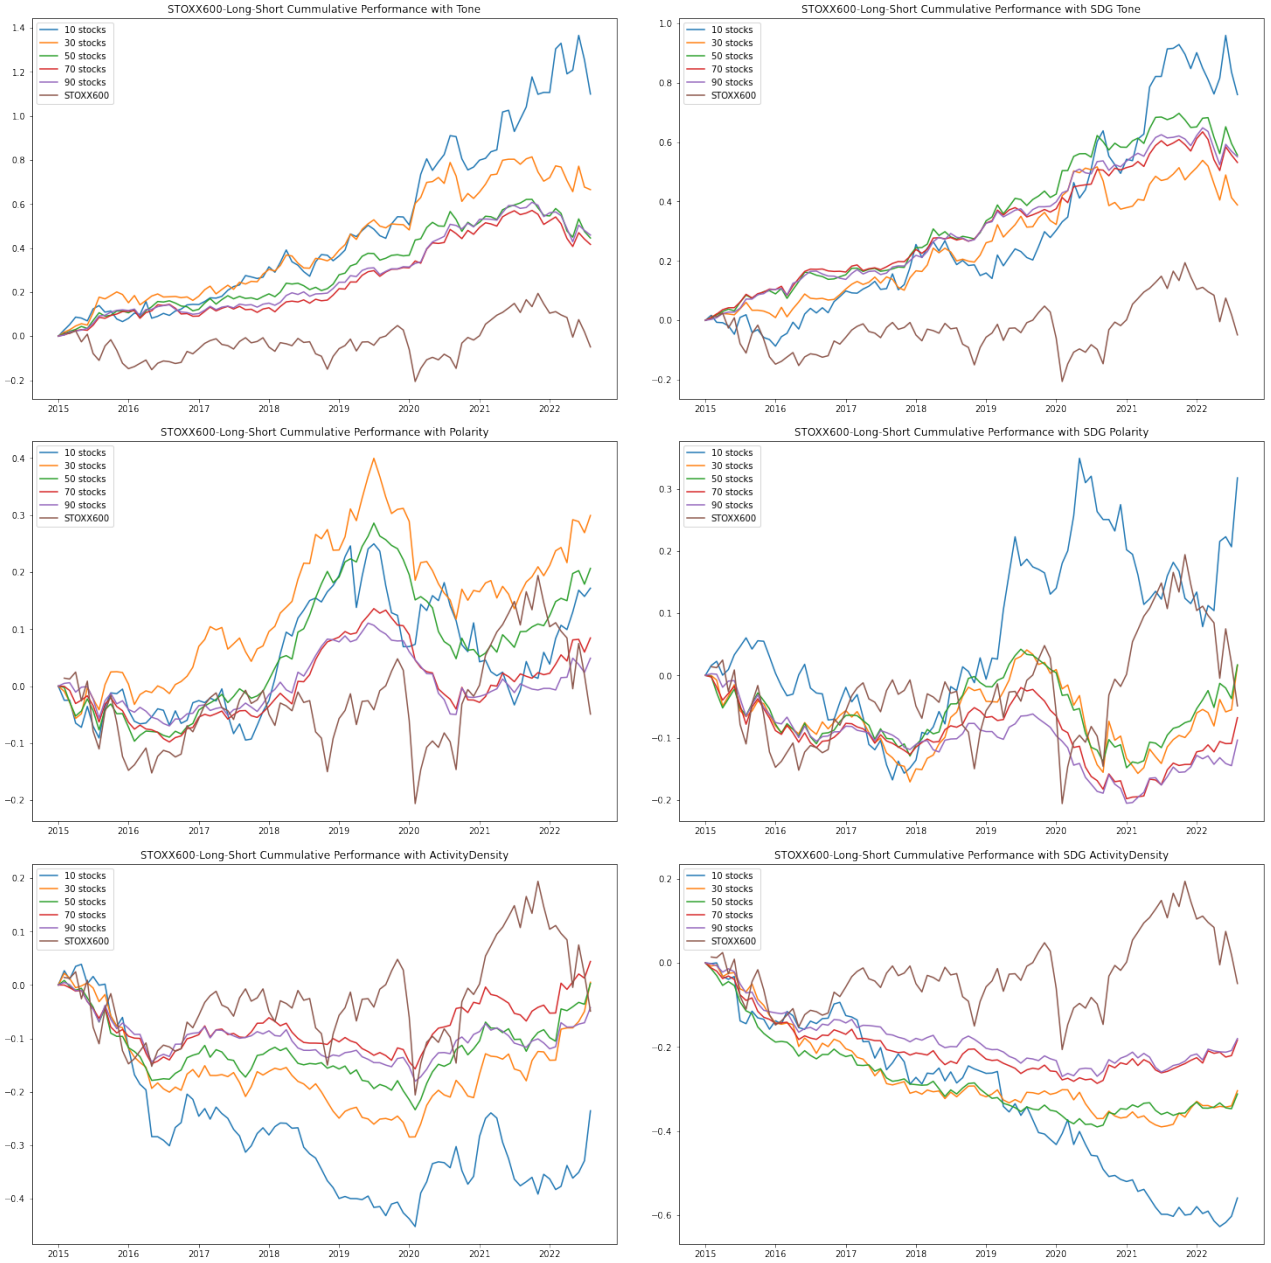 STOXX600-Long-Short Cummulative Performance with Tone
1.4
1.2
1.0
0.8
0.6
0.4
0.2
0.0
−0.2
10 stocks
30 stocks
50 stocks
70 stocks
90 stocks
STOXX600
2015 2016 2017 2018 2019 2020 2021 2022
STOXX600-Long-Short Cummulative Performance with SDG Tone
1.0
0.8
0.6
0.4
0.2
0.0
−0.2
10 stocks
30 stocks
50 stocks
70 stocks
90 stocks
STOXX600
2015 2016 2017 2018 2019 2020 2021 2022
STOXX600-Long-Short Cummulative Performance with Polarity
0.4
0.3
0.2
0.1
0.0
−0.1
−0.2
10 stocks
30 stocks
50 stocks
70 stocks
90 stocks
STOXX600
2015 2016 2017 2018 2019 2020 2021 2022
STOXX600-Long-Short Cummulative Performance with SDG Polarity
0.3
0.2
0.1
0.0
−0.1
−0.2
10 stocks
30 stocks
50 stocks
70 stocks
90 stocks
STOXX600
2015 2016 2017 2018 2019 2020 2021 2022
STOXX600-Long-Short Cummulative Performance with ActivityDensity
0.2
0.1
0.0
−0.1
−0.2
−0.3
−0.4
10 stocks
30 stocks
50 stocks
70 stocks
90 stocks
STOXX600
2015 2016 2017 2018 2019 2020 2021 2022
STOXX600-Long-Short Cummulative Performance with SDG ActivityDensity
0.2
0.0
−0.2
−0.4
−0.6
10 stocks
30 stocks
50 stocks
70 stocks
90 stocks
STOXX600
2015 2016 2017 2018 2019 2020 2021 2022